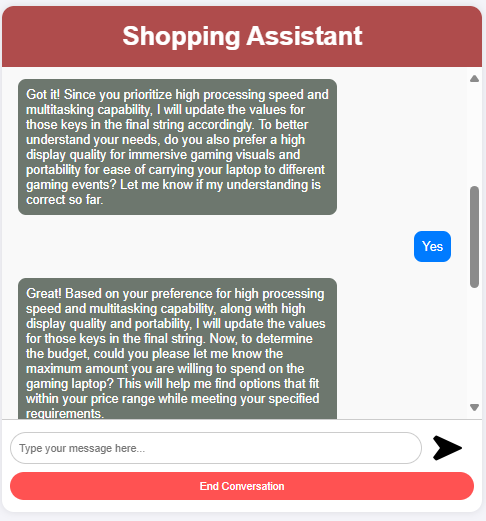 Shopping Assistant
Got it! Since you prioritize high processing speed and
multitasking capability, I will update the values for
those keys in the final string accordingly. To better
understand your needs, do you also prefer a high
display quality for immersive gaming visuals and
portability for ease of carrying your laptop to different
gaming events? Let me know if my understanding is
correct so far.
Yes
Great! Based on your preference for high processing
speed and multitasking capability, along with high
display quality and portability, I will update the values
for those keys in the final string. Now, to determine
the budget, could you please let me know the
maximum amount you are willing to spend on the
gaming laptop? This will help me find options that fit
within your price range while meeting your specified
requirements.
Type your message here...
End Conversation